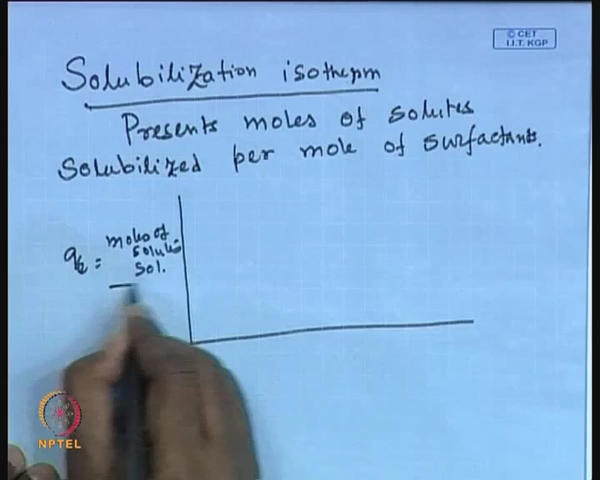 © CET
I.I.T. KGP
Solubilization isotherm
Presents moles of solutes
Solubilized per mole of surfactants.
moles of
solute
=
sol.
NPTEL